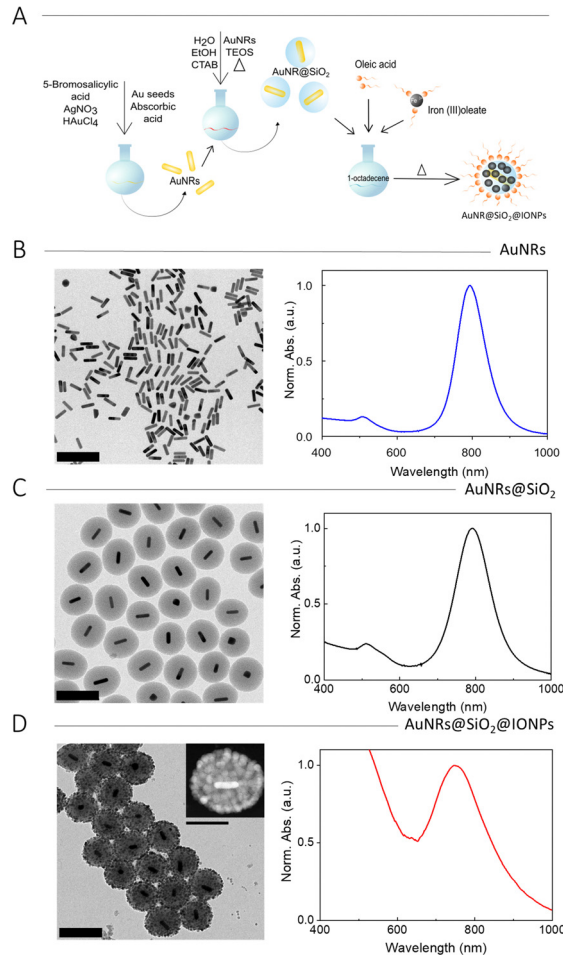 A
5-Bromosalicylic
acid
AgNO3
HAuCl4
Au seeds
Abscorbic
acid
AuNRs
H2O
EtOH
CTAB
AuNRs
TEOS
△
AuNR@SiO2
Oleic acid
Iron (III)oleate
1-octadecene
△
AuNR@SiO2@IONPs
B
AuNRs
Norm. Abs. (a.u.)
1.0
0.5
0.0
400 600 800 1000
Wavelength (nm)
C
AuNRs@SiO2
Norm. Abs. (a.u.)
1.0
0.5
0.0
400 600 800 1000
Wavelength (nm)
D
AuNRs@SiO2@IONPs
Norm. Abs. (a.u.)
1.0
0.5
0.0
400 600 800 1000
Wavelength (nm)